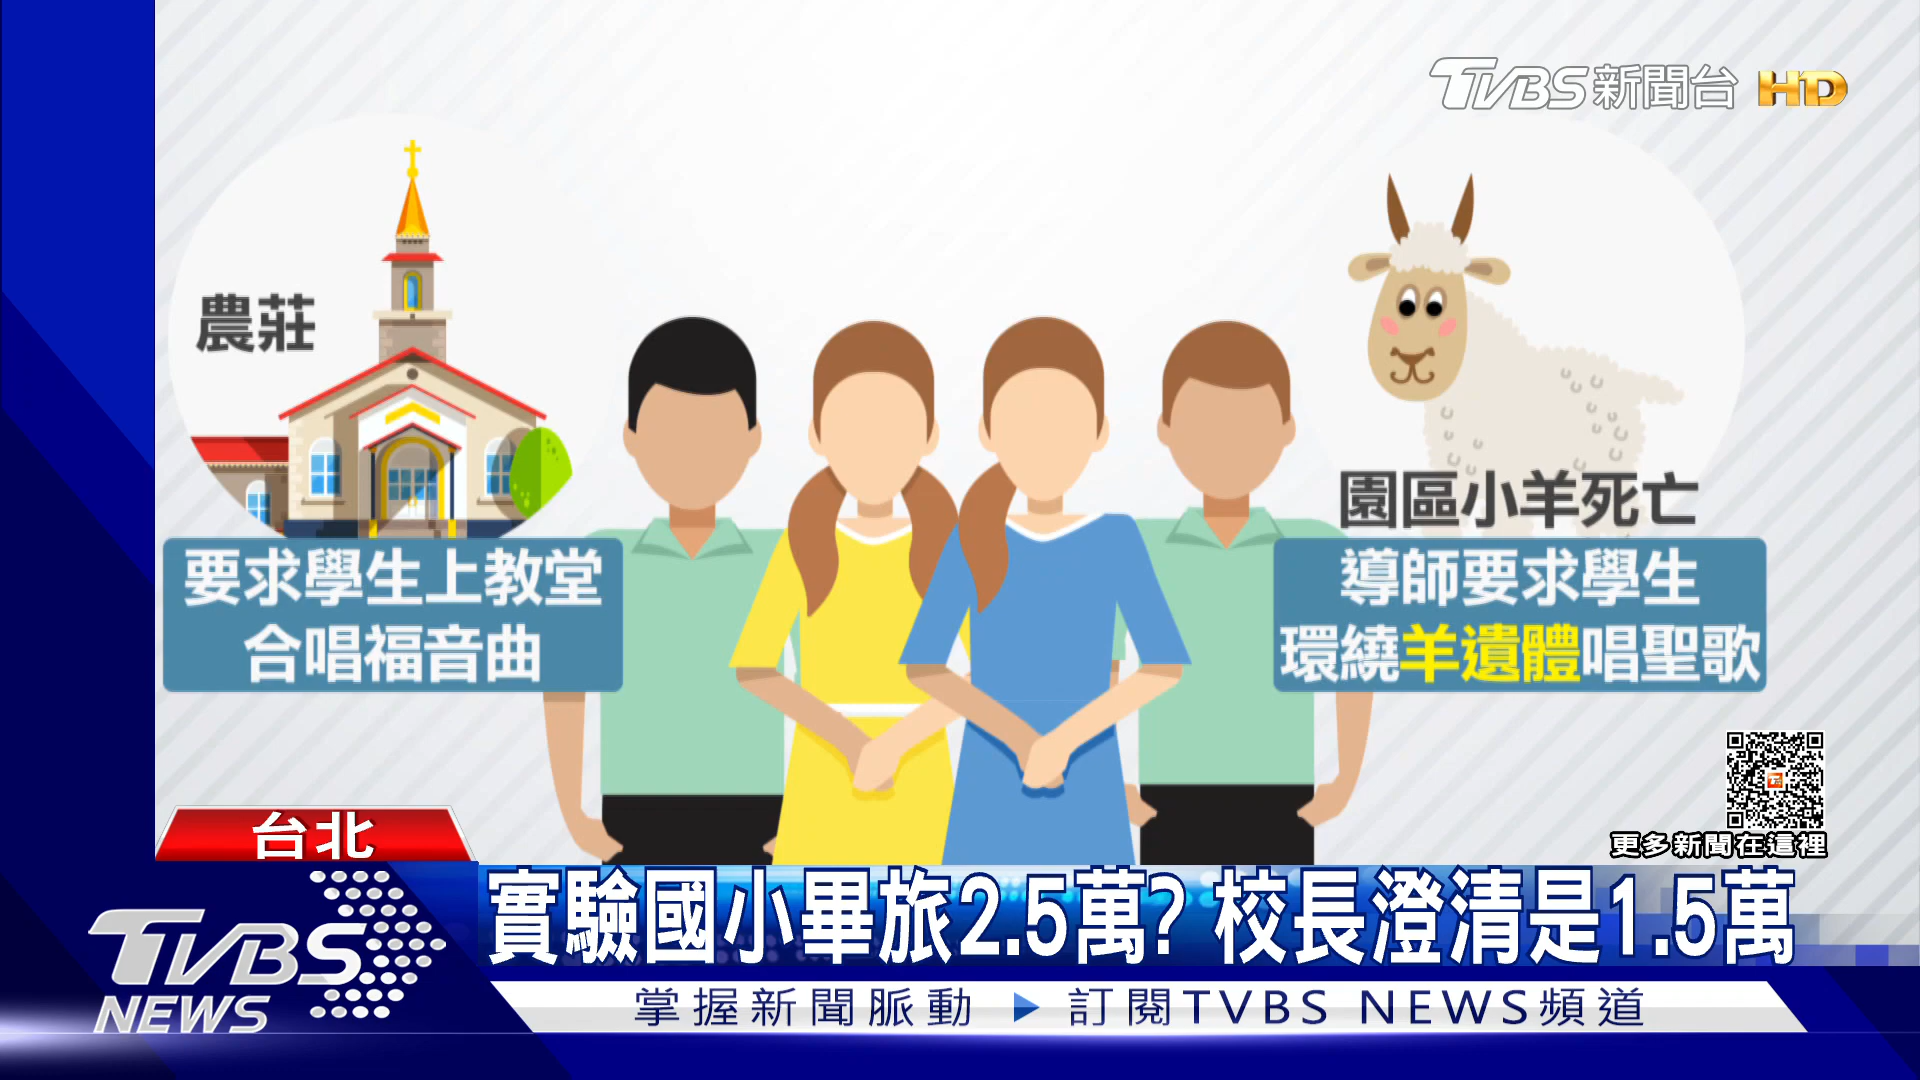 TVBS新聞台 HD
農莊
要求學生上教堂
合唱福音曲
園區小羊死亡
導師要求學生
環繞羊遺體唱聖歌
更多新聞在這裡
台北
實驗國小畢旅2.5萬? 校長澄清是1.5萬
TVBS
NEWS
掌握新聞脈動 ▶ 訂閱TVBS NEWS頻道